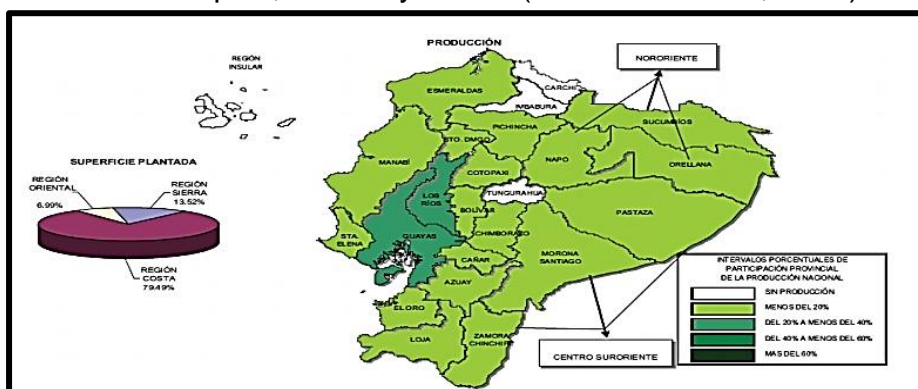 PRODUCCIÓN
REGIÓN
INSULAR
NORORIENTE
CARCHI
ESMERALDAS
IMBABURA
SUCUMBÍOS
PICHINCHA
STO. DMGO
NAPO
ORELLANA
MANABÍ
COTOPAXI
SUPERFICIE PLANTADA
REGIÓN
ORIENTAL
6.99%
REGIÓN
SIERRA
13.52%
REGIÓN
COSTA
79.49%
LOS
RÍOS
TUNGURAHUA
BOLÍVAR
PASTAZA
STA.
ELENA
GUAYAS
CHIMBORAZO
MORONA
SANTIAGO
CAÑAR
AZUAY
EL ORO
LOJA
ZAMORA
CHINCHIP.
CENTRO SURORIENTE
INTERVALOS PORCENTUALES DE
PARTICIPACIÓN PROVINCIAL
DE LA PRODUCCIÓN NACIONAL
SIN PRODUCCIÓN
MENOS DEL 20%
DEL 20% A MENOS DEL 40%
DEL 40% A MENOS DEL 60%
MAS DEL 60%